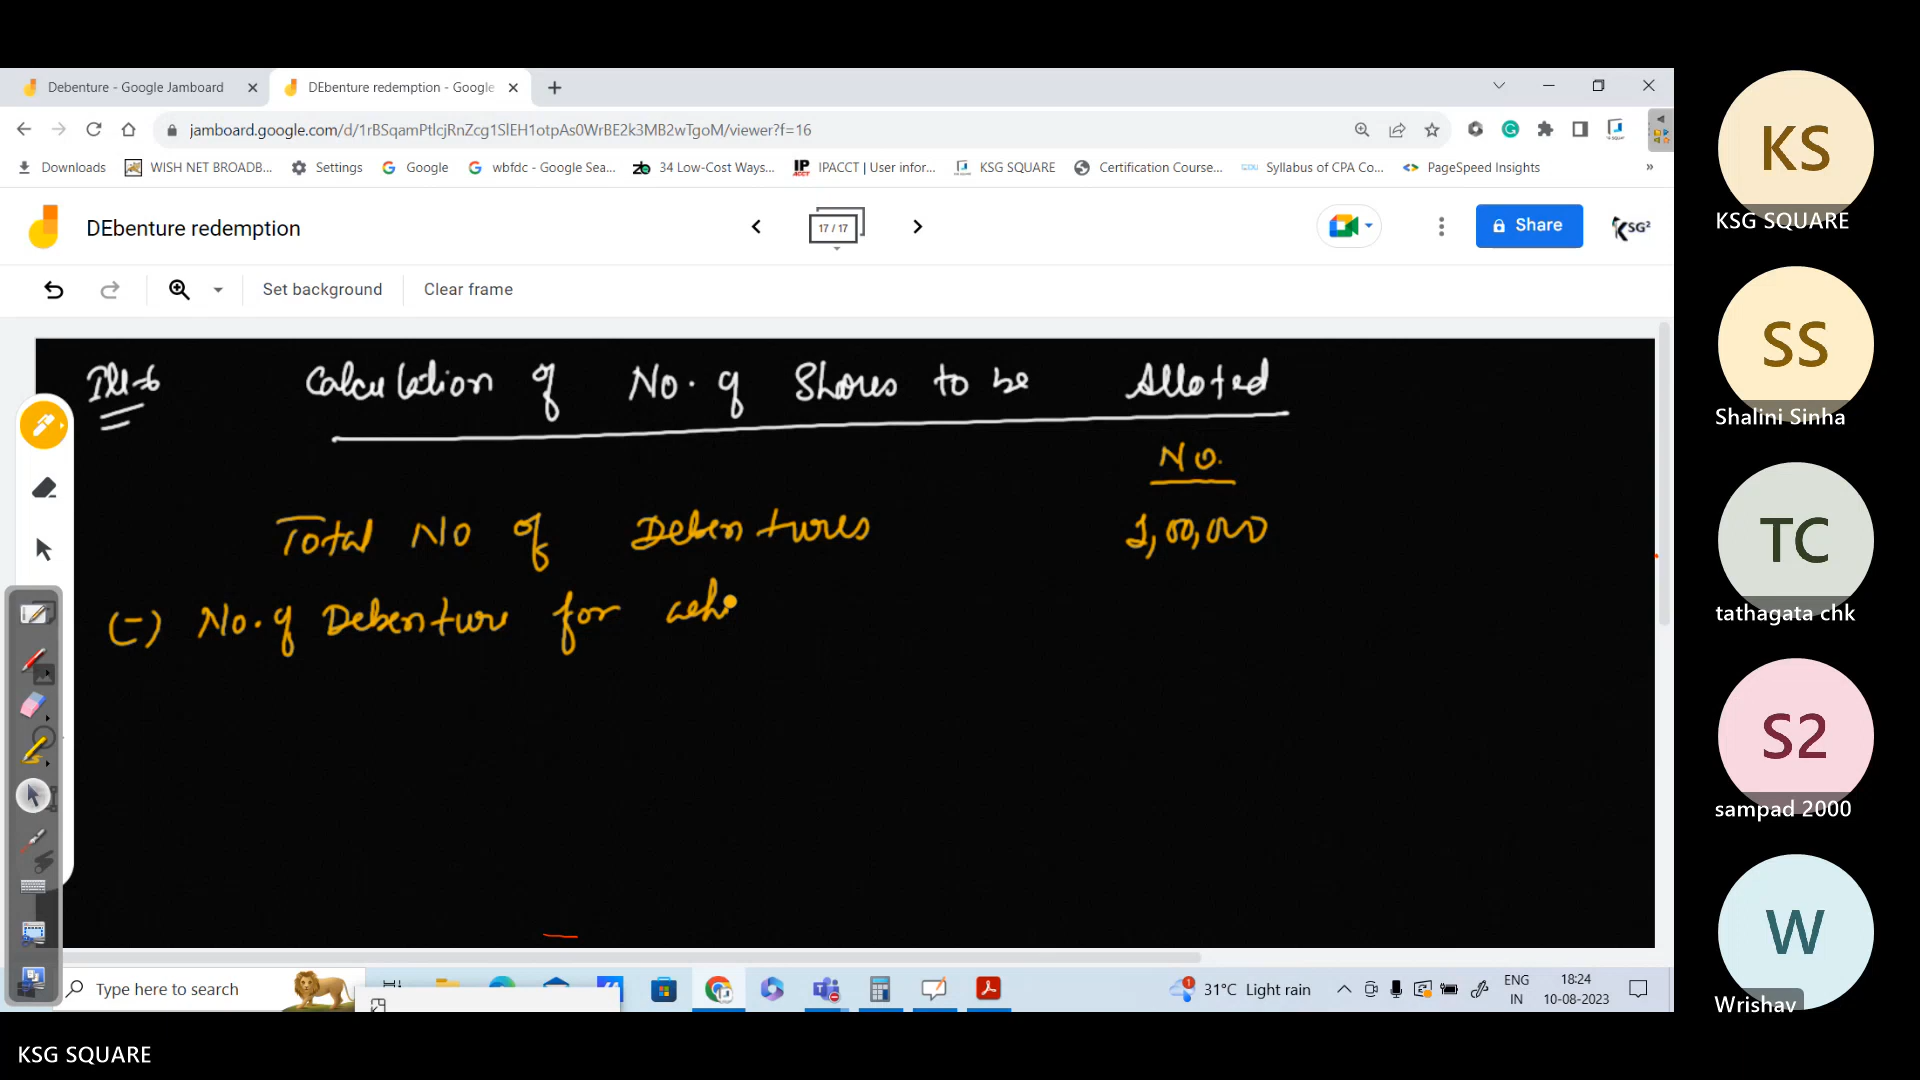 Debenture - Google Jamboard
DEbenture redemption - Google
jamboard.google.com/d/1rBSqamPtlcjRnZcg1SlEH1otpAs0WrBE2k3MB2wTgoM/viewer?f=16
Downloads
WISH NET BROADB...
Settings
Google
wbfdc - Google Sea...
34 Low-Cost Ways...
IPACCT | User infor...
KSG SQUARE
Certification Course...
Syllabus of CPA Co...
PageSpeed Insights
»
DEbenture redemption
17 / 17
Share
KSG²
Set background
Clear frame
Ill-6
Calculation of No. of Shares to be Alloted
No.
Total No of Debentures 1,00,000
(-) No. of Debenture for
Type here to search
31°C Light rain
ENG
IN
18:24
10-08-2023
KS
KSG SQUARE
SS
Shalini Sinha
TC
tathagata chk
S2
sampad 2000
W
Wrishav
KSG SQUARE